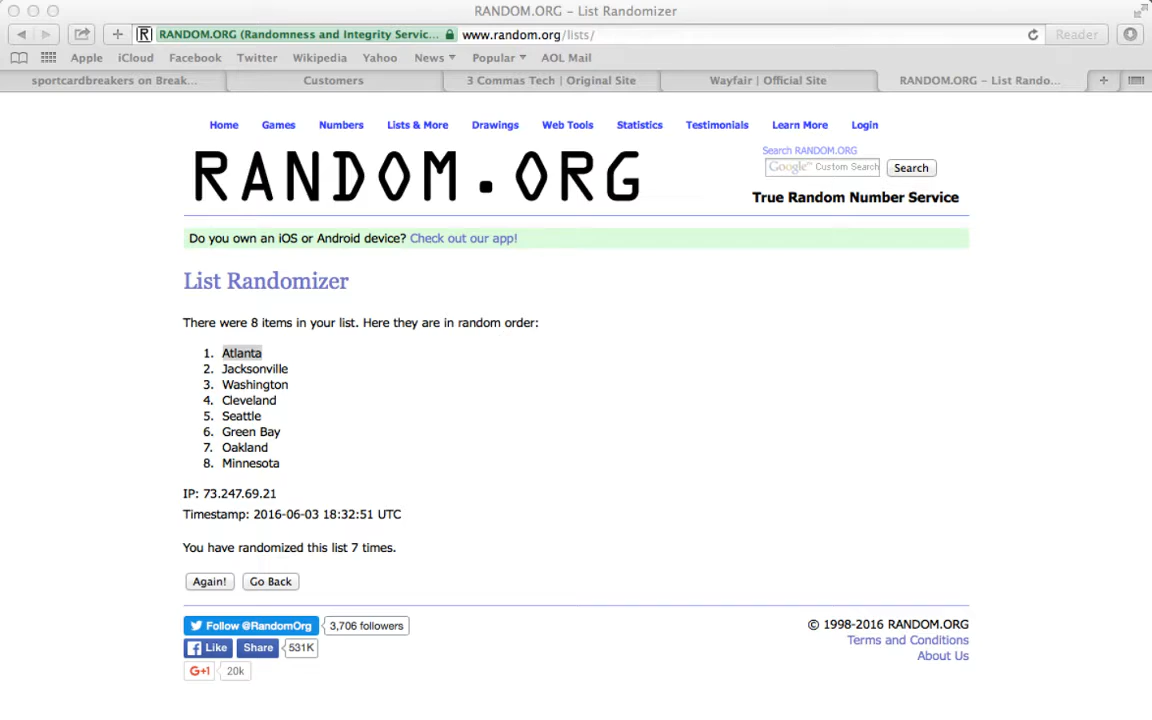 RANDOM.ORG – List Randomizer
RANDOM.ORG (Randomness and Integrity Servic... www.random.org/lists/ Reader
Apple iCloud Facebook Twitter Wikipedia Yahoo News Popular AOL Mail
sportcardbreakers on Break... Customers 3 Commas Tech | Original Site Wayfair | Official Site RANDOM.ORG – List Rando...
Home Games Numbers Lists & More Drawings Web Tools Statistics Testimonials Learn More Login
Search RANDOM.ORG
Google™ Custom Search Search
RANDOM.ORG
True Random Number Service
Do you own an iOS or Android device? Check out our app!
List Randomizer
There were 8 items in your list. Here they are in random order:
1. Atlanta
2. Jacksonville
3. Washington
4. Cleveland
5. Seattle
6. Green Bay
7. Oakland
8. Minnesota
IP: 73.247.69.21
Timestamp: 2016-06-03 18:32:51 UTC
You have randomized this list 7 times.
Again! Go Back
Follow @RandomOrg 3,706 followers
Like Share 531K
G+1 20k
© 1998-2016 RANDOM.ORG
Terms and Conditions
About Us